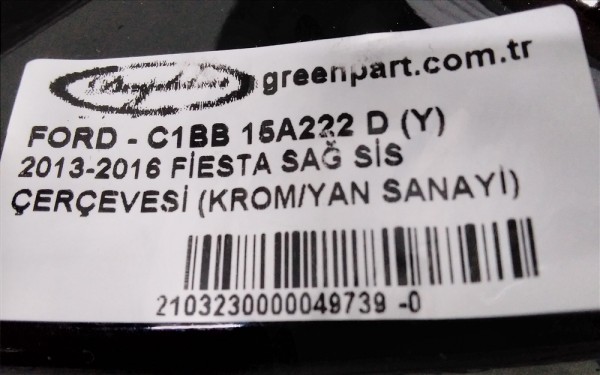 greenpart.com.tr
FORD - C1BB 15A222 D (Y)
2013-2016 FİESTA SAĞ SİS
ÇERÇEVESİ (KROM/YAN SANAYİ)
2103230000049739 -0